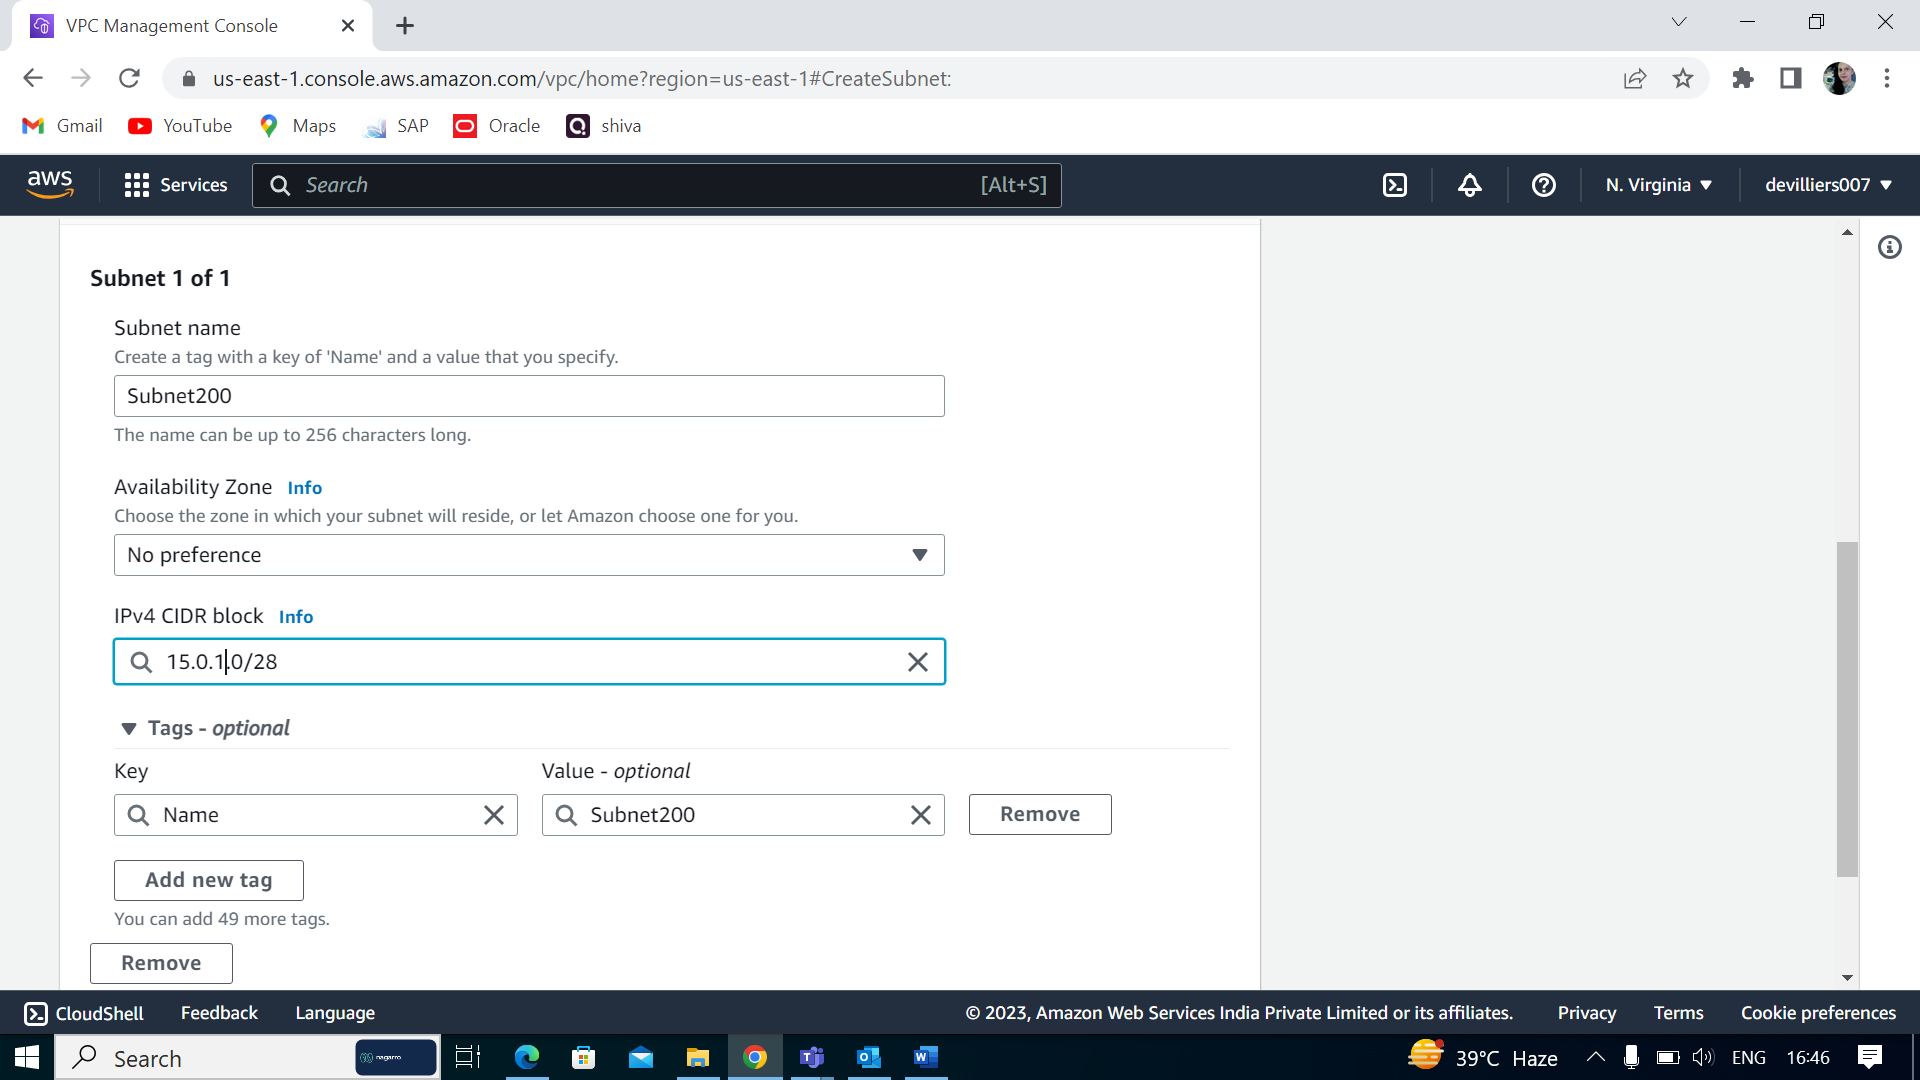 VPC Management Console
us-east-1.console.aws.amazon.com/vpc/home?region=us-east-1#CreateSubnet:
Gmail YouTube Maps SAP Oracle shiva
aws Services Search [Alt+S] N. Virginia devilliers007
Subnet 1 of 1
Subnet name
Create a tag with a key of 'Name' and a value that you specify.
Subnet200
The name can be up to 256 characters long.
Availability Zone Info
Choose the zone in which your subnet will reside, or let Amazon choose one for you.
No preference
IPv4 CIDR block Info
15.0.1.0/28
Tags - optional
Key Value - optional
Name Subnet200 Remove
Add new tag
You can add 49 more tags.
Remove
CloudShell Feedback Language © 2023, Amazon Web Services India Private Limited or its affiliates. Privacy Terms Cookie preferences
Search nagarro 39°C Haze ENG 16:46